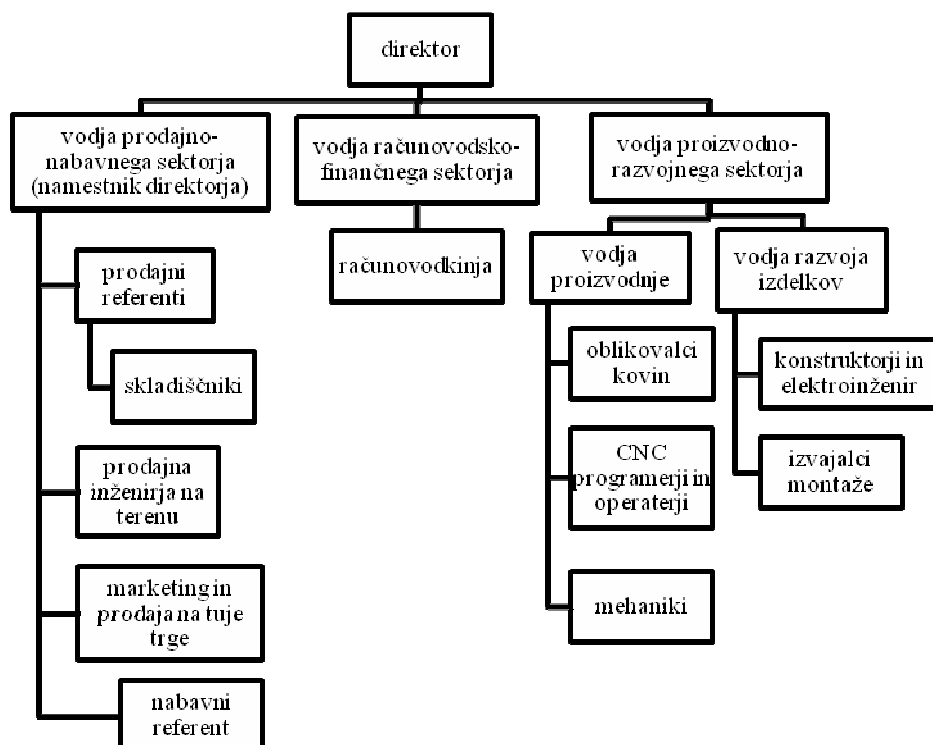 direktor
vodja prodajno-
nabavnega sektorja
(namestnik direktorja)
vodja računovodsko-
finančnega sektorja
vodja proizvodno-
razvojnega sektorja
prodajni
referenti
skladiščniki
prodajna
inženirja na
terenu
marketing in
prodaja na tuje
trge
nabavni
referent
računovodkinja
vodja
proizvodnje
oblikovalci
kovin
CNC
programerji in
operaterji
mehaniki
vodja razvoja
izdelkov
konstruktorji in
elektroinženir
izvajalci
montaže